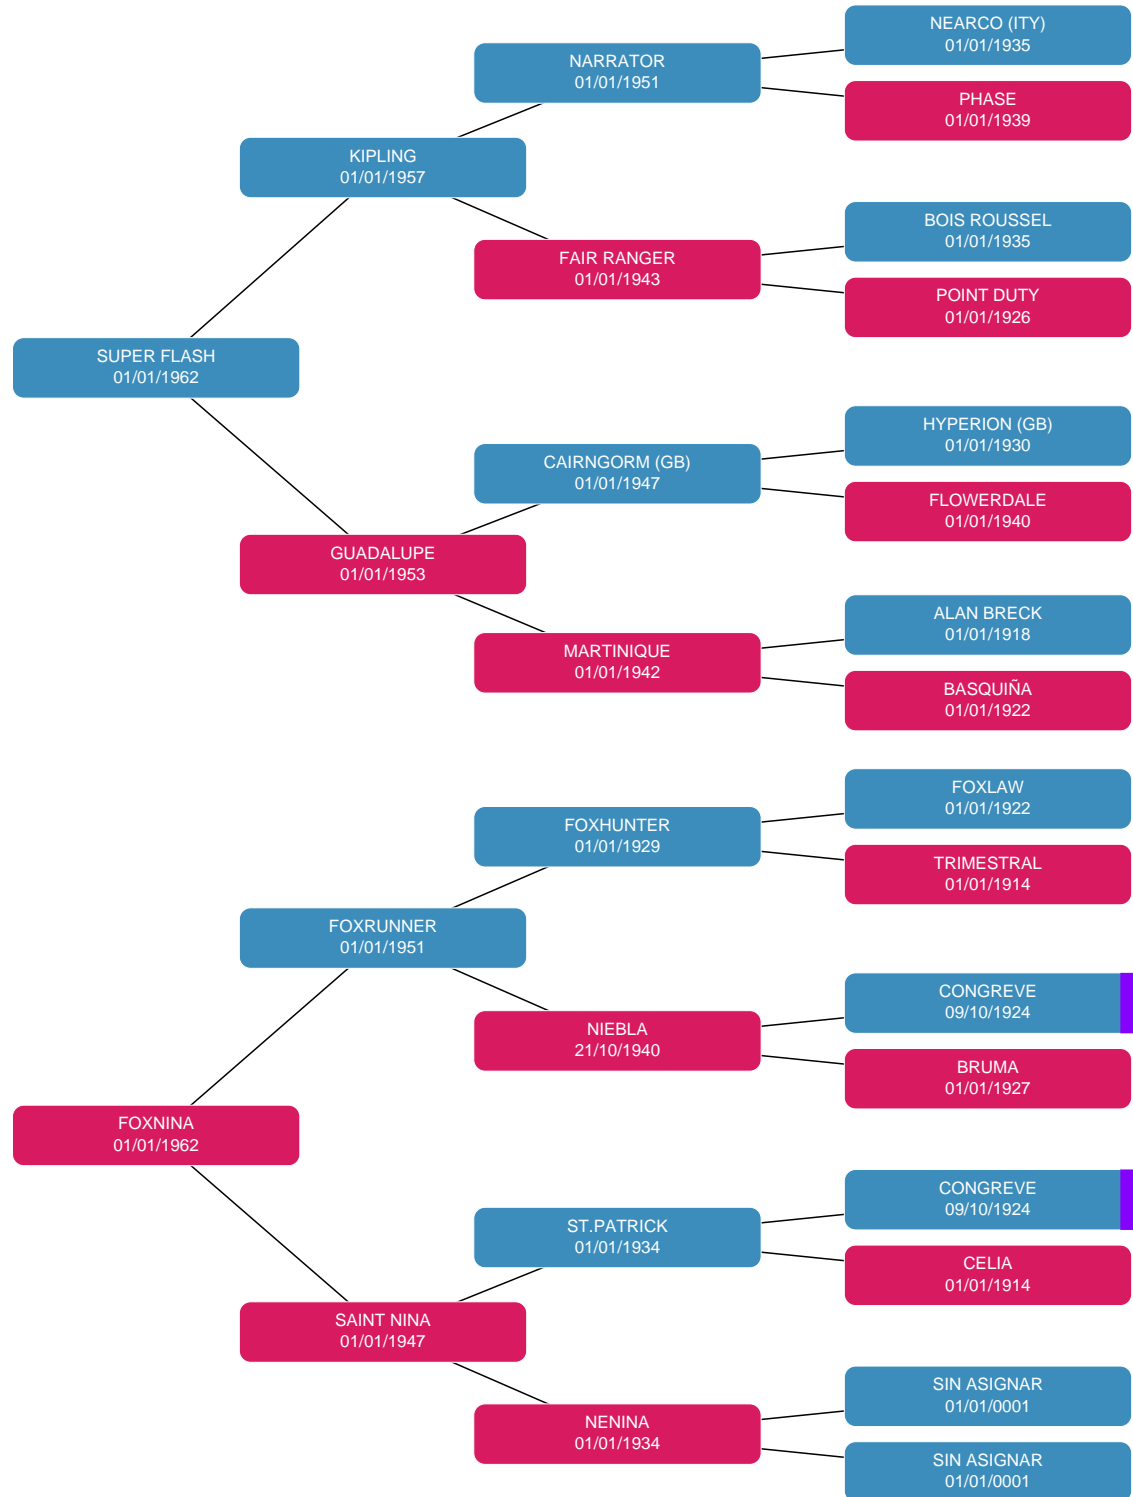 NEARCO (ITY)
01/01/1935
NARRATOR
01/01/1951
PHASE
01/01/1939
KIPLING
01/01/1957
BOIS ROUSSEL
01/01/1935
FAIR RANGER
01/01/1943
POINT DUTY
01/01/1926
SUPER FLASH
01/01/1962
HYPERION (GB)
01/01/1930
CAIRNGORM (GB)
01/01/1947
FLOWERDALE
01/01/1940
GUADALUPE
01/01/1953
ALAN BRECK
01/01/1918
MARTINIQUE
01/01/1942
BASQUIÑA
01/01/1922
FOXLAW
01/01/1922
FOXHUNTER
01/01/1929
TRIMESTRAL
01/01/1914
FOXRUNNER
01/01/1951
CONGREVE
09/10/1924
NIEBLA
21/10/1940
BRUMA
01/01/1927
FOXNINA
01/01/1962
CONGREVE
09/10/1924
ST.PATRICK
01/01/1934
CELIA
01/01/1914
SAINT NINA
01/01/1947
SIN ASIGNAR
01/01/0001
NENINA
01/01/1934
SIN ASIGNAR
01/01/0001